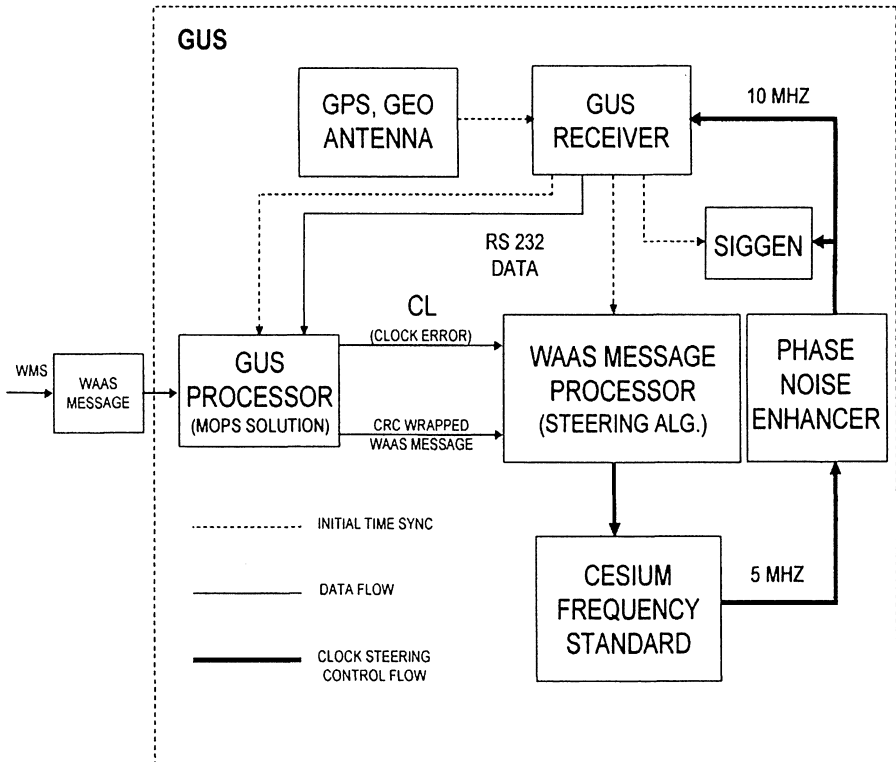 GUS
GPS, GEO
ANTENNA
GUS
RECEIVER
10 MHZ
SIGGEN
RS 232
DATA
CL
(CLOCK ERROR)
WMS
WAAS
MESSAGE
GUS
PROCESSOR
(MOPS SOLUTION)
CRC WRAPPED
WAAS MESSAGE
WAAS MESSAGE
PROCESSOR
(STEERING ALG.)
PHASE
NOISE
ENHANCER
INITIAL TIME SYNC
DATA FLOW
CLOCK STEERING
CONTROL FLOW
CESIUM
FREQUENCY
STANDARD
5 MHZ